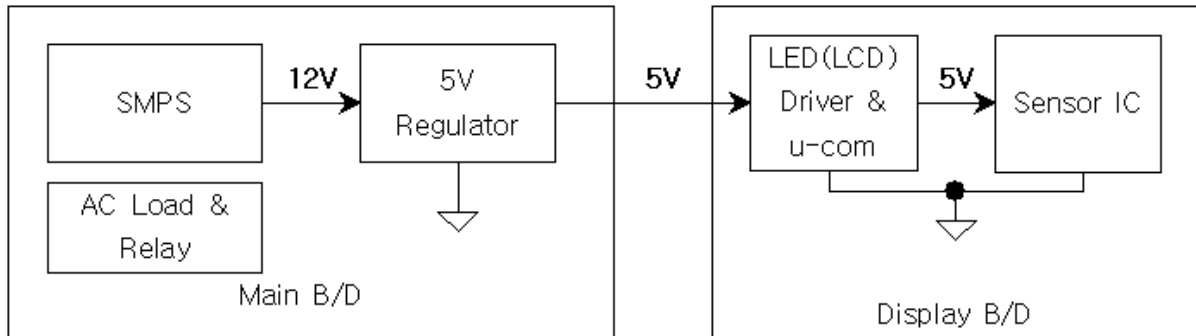 SMPS
12V
5V
Regulator
5V
LED(LCD)
Driver &
u-com
5V
Sensor IC
AC Load &
Relay
Main B/D
Display B/D